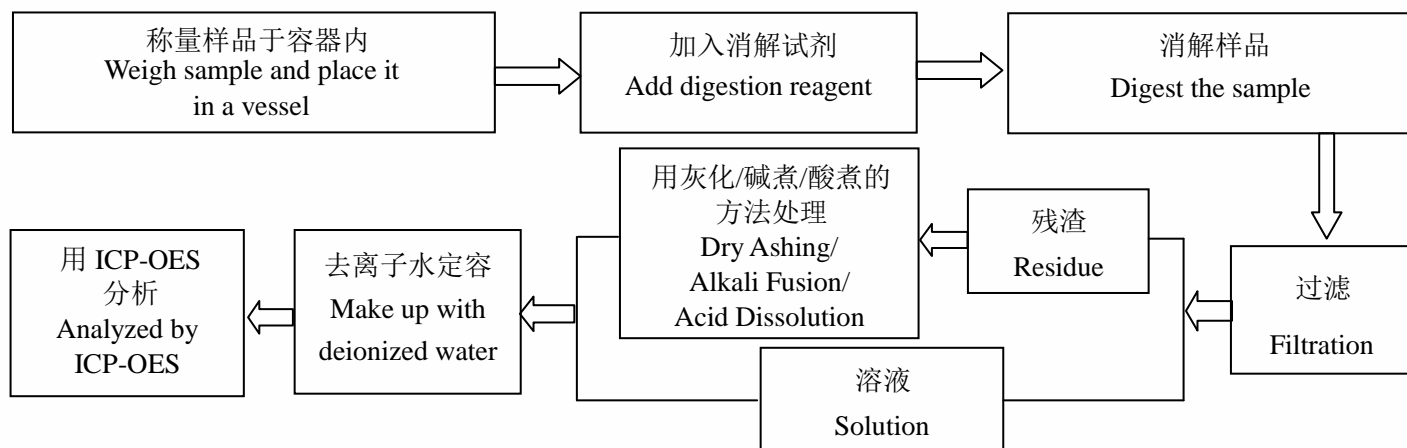 称量样品于容器内
Weigh sample and place it
in a vessel
加入消解试剂
Add digestion reagent
消解样品
Digest the sample
过滤
Filtration
残渣
Residue
用灰化/碱煮/酸煮的
方法处理
Dry Ashing/
Alkali Fusion/
Acid Dissolution
溶液
Solution
去离子水定容
Make up with
deionized water
用 ICP-OES
分析
Analyzed by
ICP-OES